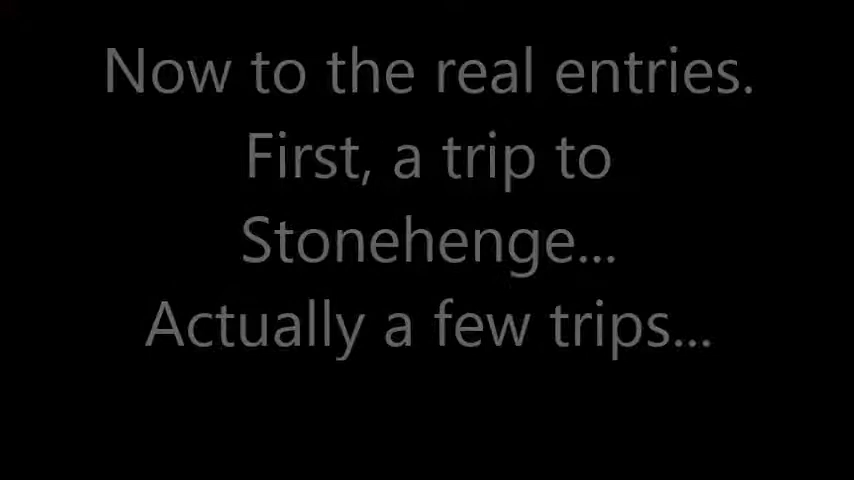 Now to the real entries.
First, a trip to
Stonehenge...
Actually a few trips...